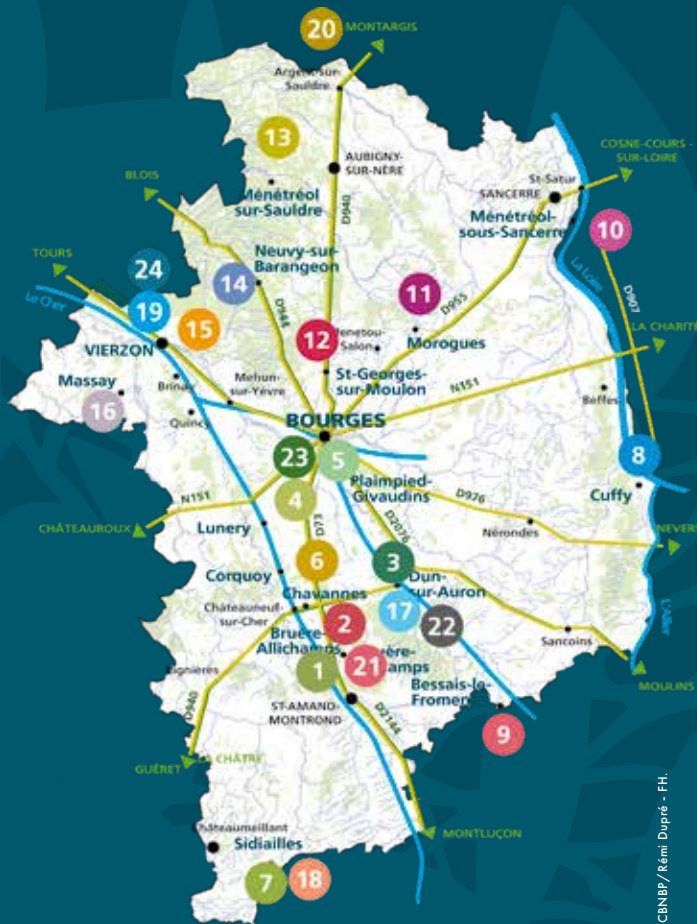 20
MONTARGIS
Argent-sur-
Sauldre
13
AUBIGNY-
SUR-NÈRE
COSNE-COURS -
SUR-LOIRE
BLOIS
Ménétréol
sur-Sauldre
D940
St-Satur
SANCERRE
Ménétréol-
sous-Sancerre
10
TOURS
Neuvy-sur-
Barangeon
24
14
La Loire
Le Cher
19
15
11
D955
D907
D944
LA CHARITÉ
VIERZON
12
Salon
Morogues
Massay
Brinay
Mehun-
sur-Yèvre
St-Georges-
sur-Moulon
N151
Beffes
16
Quincy
BOURGES
23
5
8
Plaimpied-
Givaudins
Cuffy
4
D976
N151
D2076
CHÂTEAUROUX
Lunery
D73
Nérondes
NEVERS
6
3
Corquoy
Dun-
sur-Auron
Chavannes
Châteauneuf-
sur-Cher
17
L'Allier
2
22
Bruère-
Allichamps
Sancoins
1
21
Bessais-le-
Fromental
MOULINS
D940
ST-AMAND-
MONTROND
D2144
9
LA CHÂTRE
GUÉRET
Châteaumeillant
MONTLUÇON
Sidiailles
7
18
CBNBP/ Rémi Dupré - FH.